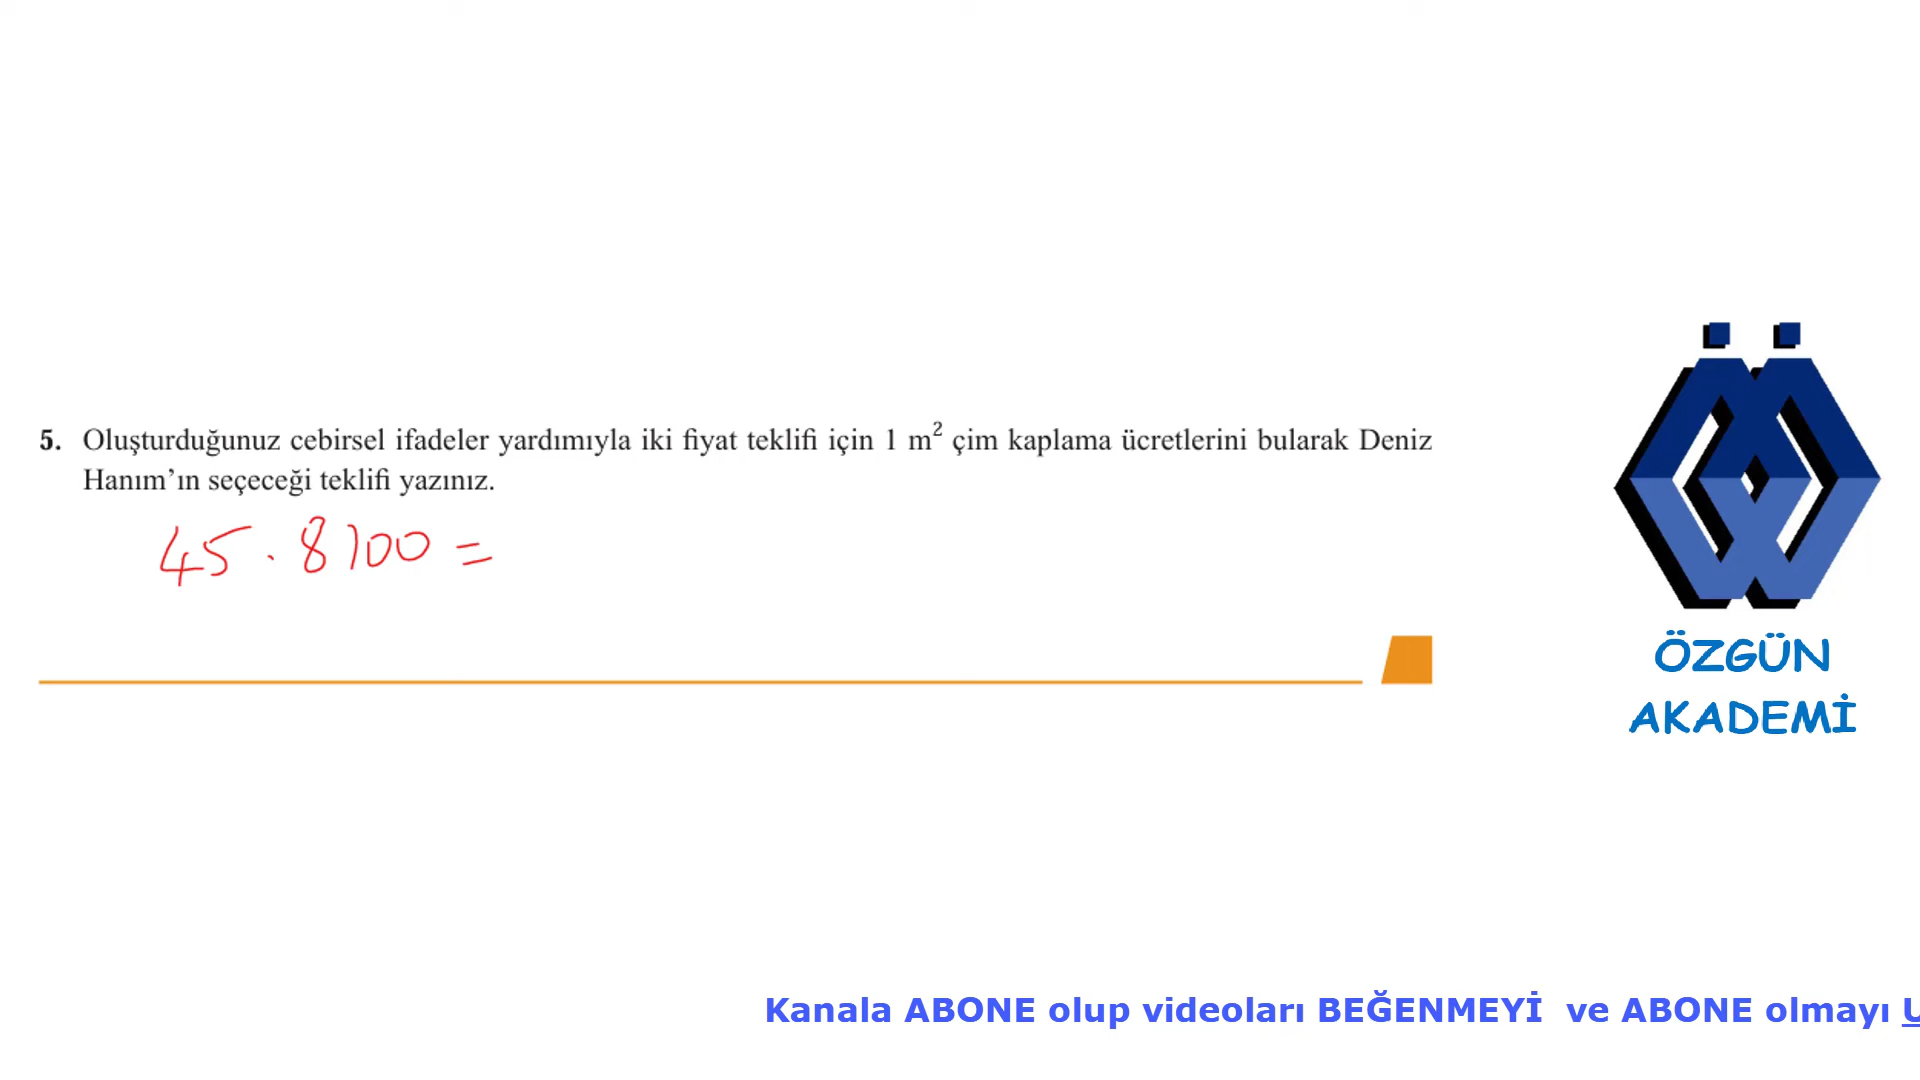 5. Oluşturduğunuz cebirsel ifadeler yardımıyla iki fiyat teklifi için 1 m² çim kaplama ücretlerini bularak Deniz
Hanım’ın seçeceği teklifi yazınız.
45 . 8100 =
ÖZGÜN
AKADEMİ
Kanala ABONE olup videoları BEĞENMEYİ ve ABONE olmayı